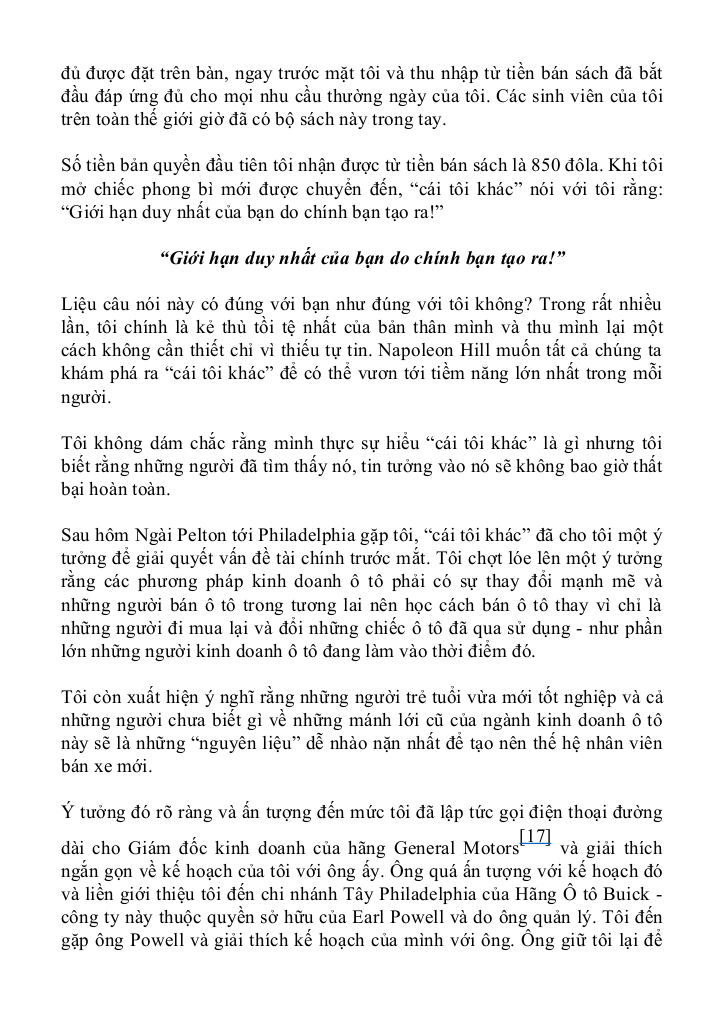 đủ được đặt trên bàn, ngay trước mặt tôi và thu nhập từ tiền bán sách đã bắt
đầu đáp ứng đủ cho mọi nhu cầu thường ngày của tôi. Các sinh viên của tôi
trên toàn thế giới giờ đã có bộ sách này trong tay.
Số tiền bản quyền đầu tiên tôi nhận được từ tiền bán sách là 850 đôla. Khi tôi
mở chiếc phong bì mới được chuyển đến, “cái tôi khác” nói với tôi rằng:
“Giới hạn duy nhất của bạn do chính bạn tạo ra!”
“Giới hạn duy nhất của bạn do chính bạn tạo ra!”
Liệu câu nói này có đúng với bạn như đúng với tôi không? Trong rất nhiều
lần, tôi chính là kẻ thù tồi tệ nhất của bản thân mình và thu mình lại một
cách không cần thiết chỉ vì thiếu tự tin. Napoleon Hill muốn tất cả chúng ta
khám phá ra “cái tôi khác” để có thể vươn tới tiềm năng lớn nhất trong mỗi
người.
Tôi không dám chắc rằng mình thực sự hiểu “cái tôi khác” là gì nhưng tôi
biết rằng những người đã tìm thấy nó, tin tưởng vào nó sẽ không bao giờ thất
bại hoàn toàn.
Sau hôm Ngài Pelton tới Philadelphia gặp tôi, “cái tôi khác” đã cho tôi một ý
tưởng để giải quyết vấn đề tài chính trước mắt. Tôi chợt lóe lên một ý tưởng
rằng các phương pháp kinh doanh ô tô phải có sự thay đổi mạnh mẽ và
những người bán ô tô trong tương lai nên học cách bán ô tô thay vì chỉ là
những người đi mua lại và đổi những chiếc ô tô đã qua sử dụng - như phần
lớn những người kinh doanh ô tô đang làm vào thời điểm đó.
Tôi còn xuất hiện ý nghĩ rằng những người trẻ tuổi vừa mới tốt nghiệp và cả
những người chưa biết gì về những mánh lới cũ của ngành kinh doanh ô tô
này sẽ là những “nguyên liệu” dễ nhào nặn nhất để tạo nên thế hệ nhân viên
bán xe mới.
Ý tưởng đó rõ ràng và ấn tượng đến mức tôi đã lập tức gọi điện thoại đường
dài cho Giám đốc kinh doanh của hãng General Motors[17] và giải thích
ngắn gọn về kế hoạch của tôi với ông ấy. Ông quá ấn tượng với kế hoạch đó
và liền giới thiệu tôi đến chi nhánh Tây Philadelphia của Hãng Ô tô Buick -
công ty này thuộc quyền sở hữu của Earl Powell và do ông quản lý. Tôi đến
gặp ông Powell và giải thích kế hoạch của mình với ông. Ông giữ tôi lại để